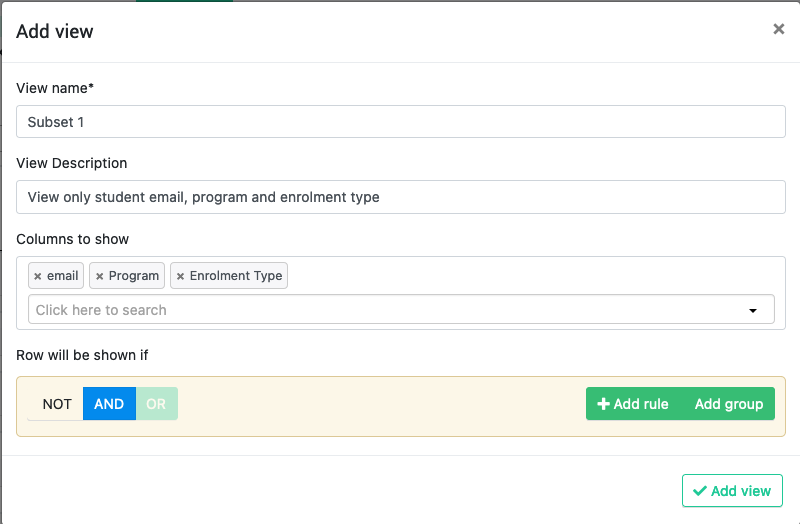 Add view ×
View name*
Subset 1
View Description
View only student email, program and enrolment type
Columns to show
× email × Program × Enrolment Type
Click here to search
Row will be shown if
NOT AND OR Add rule Add group
Add view